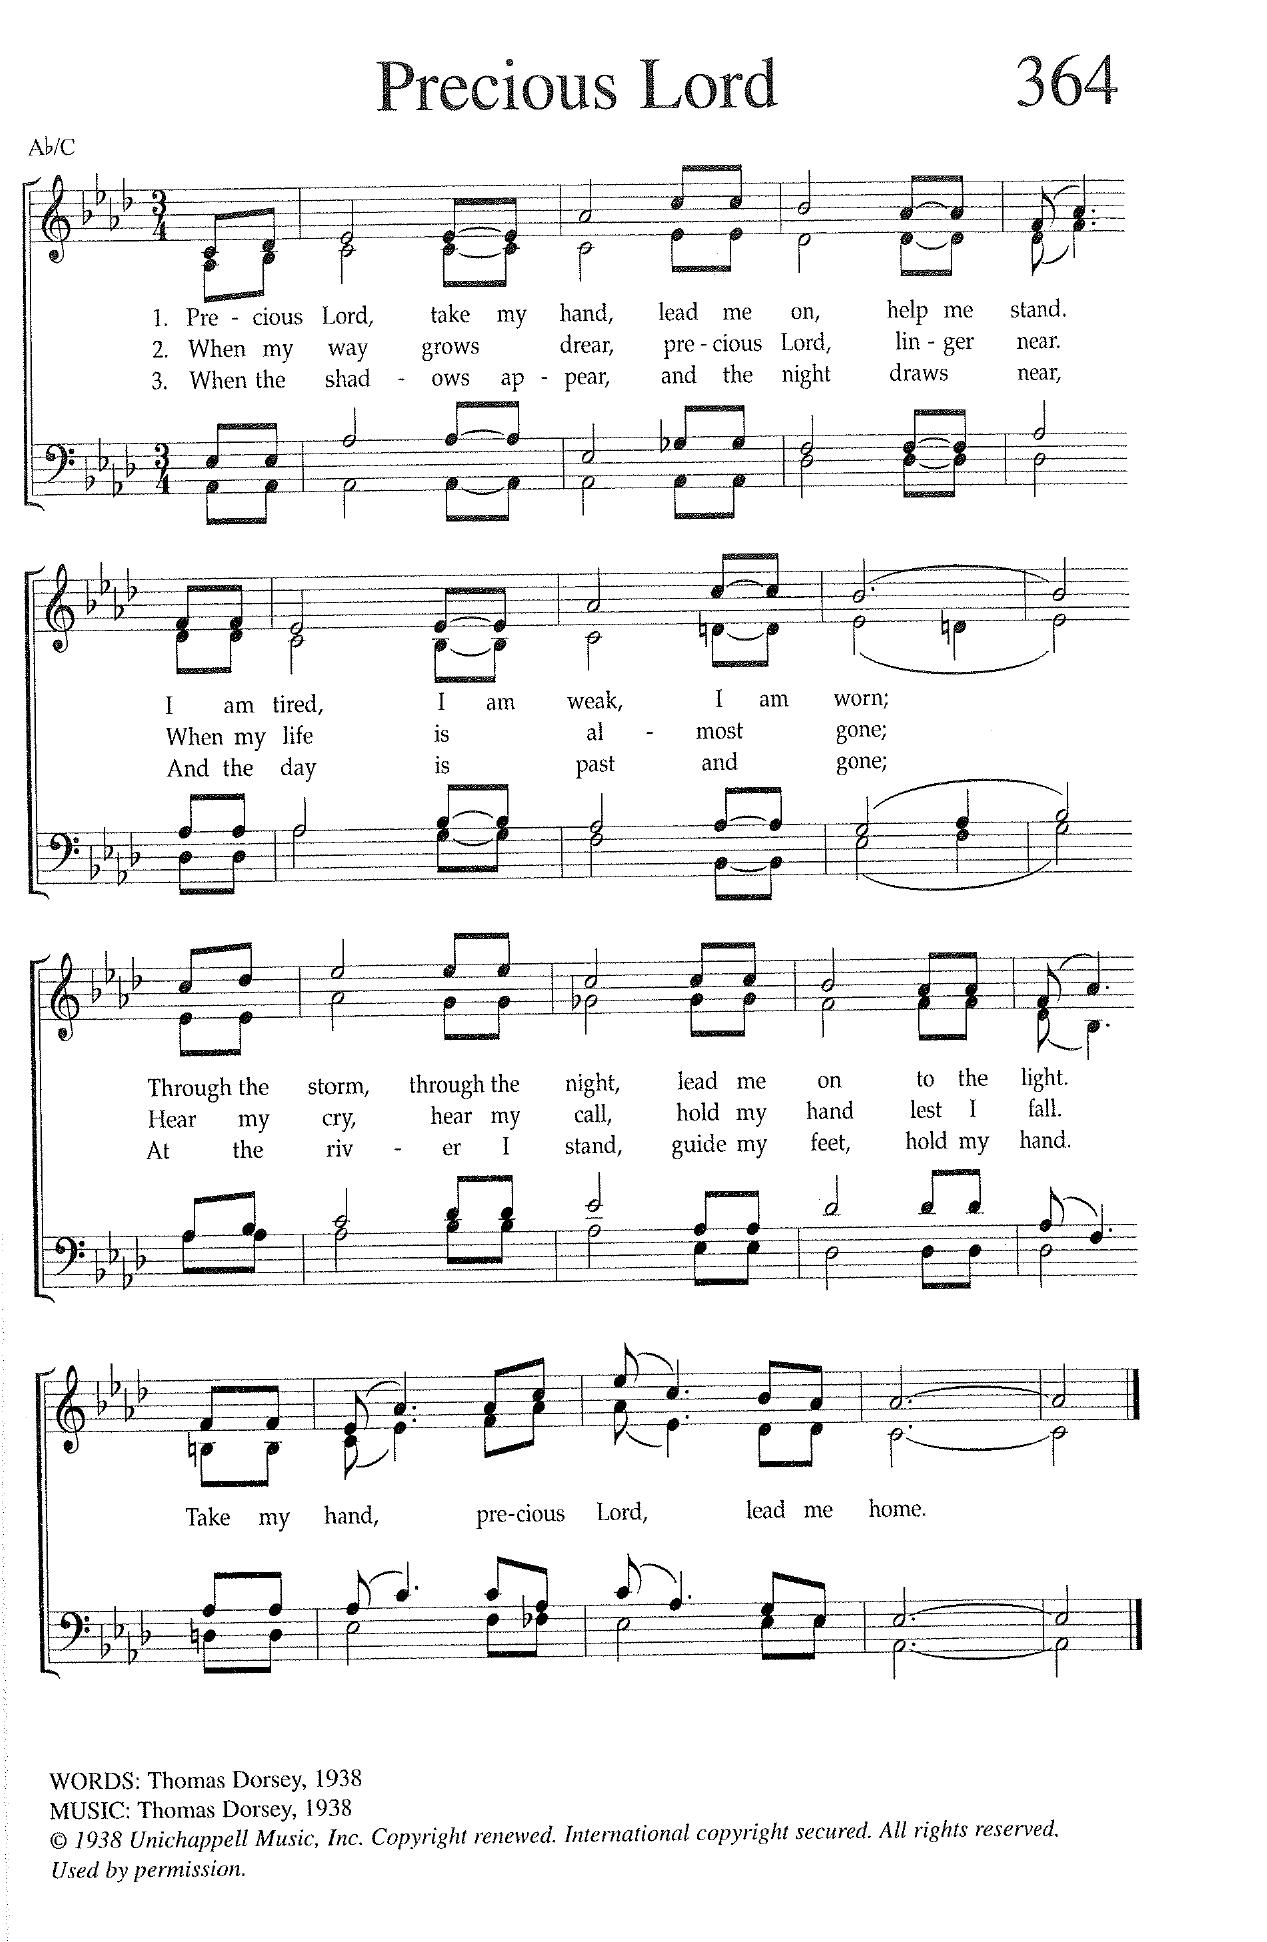 Precious Lord 364
A♭/C
1. Pre - cious Lord, take my hand, lead me on, help me stand.
2. When my way grows drear, pre - cious Lord, lin - ger near.
3. When the shad - ows ap - pear, and the night draws near,
I am tired, I am weak, I am worn;
When my life is al - most gone;
And the day is past and gone;
Through the storm, through the night, lead me on to the light.
Hear my cry, hear my call, hold my hand lest I fall.
At the riv - er I stand, guide my feet, hold my hand.
Take my hand, pre-cious Lord, lead me home.
WORDS: Thomas Dorsey, 1938
MUSIC: Thomas Dorsey, 1938
© 1938 Unichappell Music, Inc. Copyright renewed. International copyright secured. All rights reserved.
Used by permission.